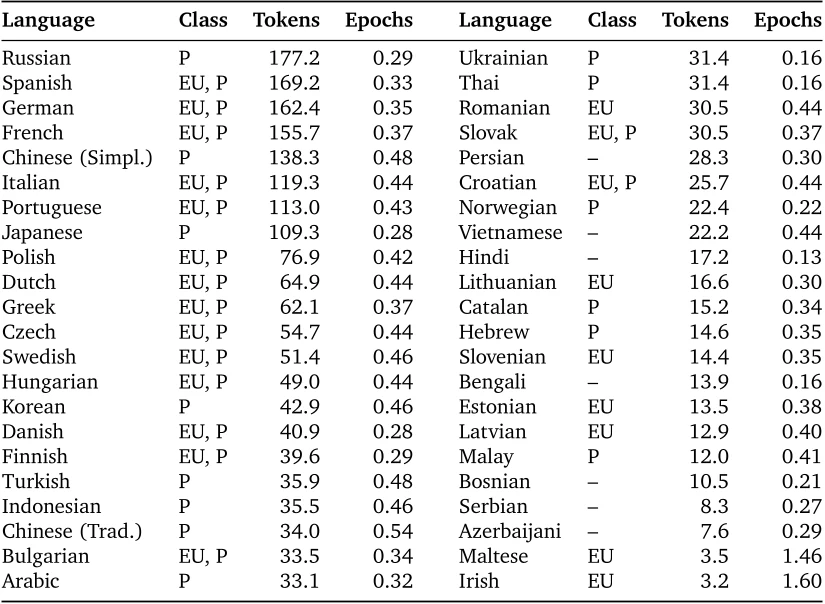 Language Class Tokens Epochs Language Class Tokens Epochs
Russian P 177.2 0.29 Ukrainian P 31.4 0.16
Spanish EU, P 169.2 0.33 Thai P 31.4 0.16
German EU, P 162.4 0.35 Romanian EU 30.5 0.44
French EU, P 155.7 0.37 Slovak EU, P 30.5 0.37
Chinese (Simpl.) P 138.3 0.48 Persian – 28.3 0.30
Italian EU, P 119.3 0.44 Croatian EU, P 25.7 0.44
Portuguese EU, P 113.0 0.43 Norwegian P 22.4 0.22
Japanese P 109.3 0.28 Vietnamese – 22.2 0.44
Polish EU, P 76.9 0.42 Hindi – 17.2 0.13
Dutch EU, P 64.9 0.44 Lithuanian EU 16.6 0.30
Greek EU, P 62.1 0.37 Catalan P 15.2 0.34
Czech EU, P 54.7 0.44 Hebrew P 14.6 0.35
Swedish EU, P 51.4 0.46 Slovenian EU 14.4 0.35
Hungarian EU, P 49.0 0.44 Bengali – 13.9 0.16
Korean P 42.9 0.46 Estonian EU 13.5 0.38
Danish EU, P 40.9 0.28 Latvian EU 12.9 0.40
Finnish EU, P 39.6 0.29 Malay P 12.0 0.41
Turkish P 35.9 0.48 Bosnian – 10.5 0.21
Indonesian P 35.5 0.46 Serbian – 8.3 0.27
Chinese (Trad.) P 34.0 0.54 Azerbaijani – 7.6 0.29
Bulgarian EU, P 33.5 0.34 Maltese EU 3.5 1.46
Arabic P 33.1 0.32 Irish EU 3.2 1.60